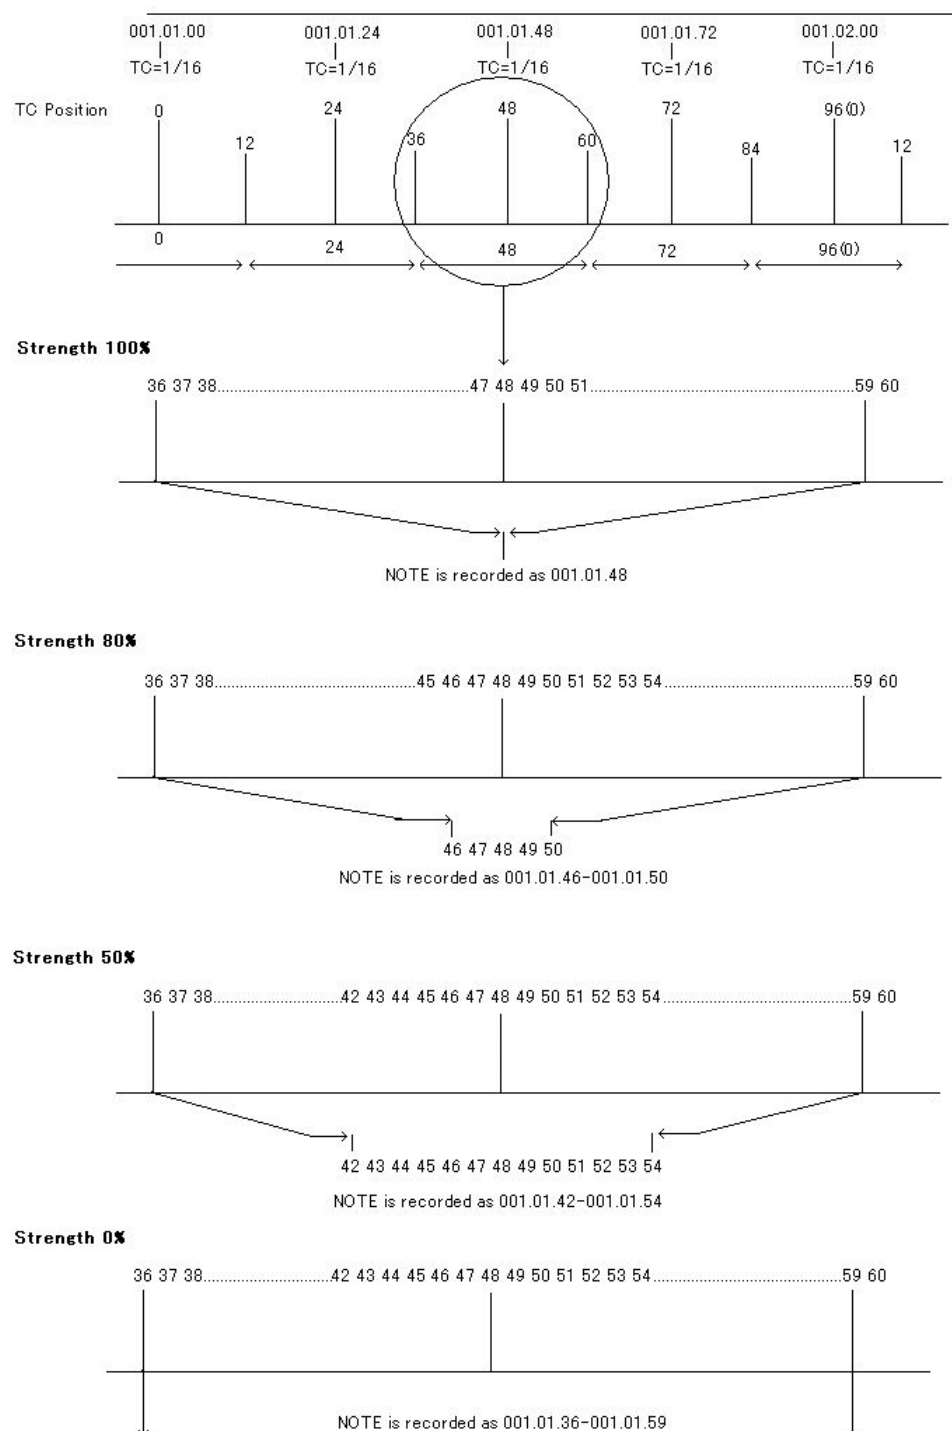 001.01.00 001.01.24 001.01.48 001.01.72 001.02.00
TC=1/16 TC=1/16 TC=1/16 TC=1/16 TC=1/16
TC Position 0 24 48 72 96(0)
12 36 60 84 12
0 24 48 72 96(0)
Strength 100%
36 37 38..........................................................47 48 49 50 51..............................................................59 60
NOTE is recorded as 001.01.48
Strength 80%
36 37 38..............................................45 46 47 48 49 50 51 52 53 54...........................................59 60
45 46 47 48 49 50
NOTE is recorded as 001.01.46-001.01.50
Strength 50%
36 37 38.............................42 43 44 45 46 47 48 49 50 51 52 53 54...........................................59 60
42 43 44 45 46 47 48 49 50 51 52 53 54
NOTE is recorded as 001.01.42-001.01.54
Strength 0%
36 37 38.............................42 43 44 45 46 47 48 49 50 51 52 53 54...........................................59 60
NOTE is recorded as 001.01.36-001.01.59